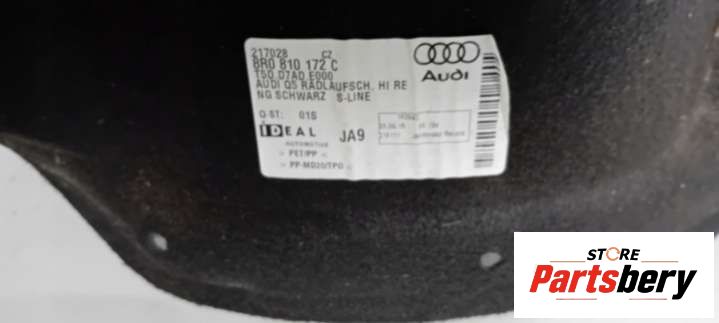 217028 CZ
8R0 810 172 C
T50 D7AD E000
AUDI Q5 RADLAUFSCH. HI RE
NG SCHWARZ S-LINE
Q-ST: 01S
IDEAL JA9
AUTOMOTIVE
> PET/PP <
> PP-MD20/TPO <
Audi
STORE
Partsbery